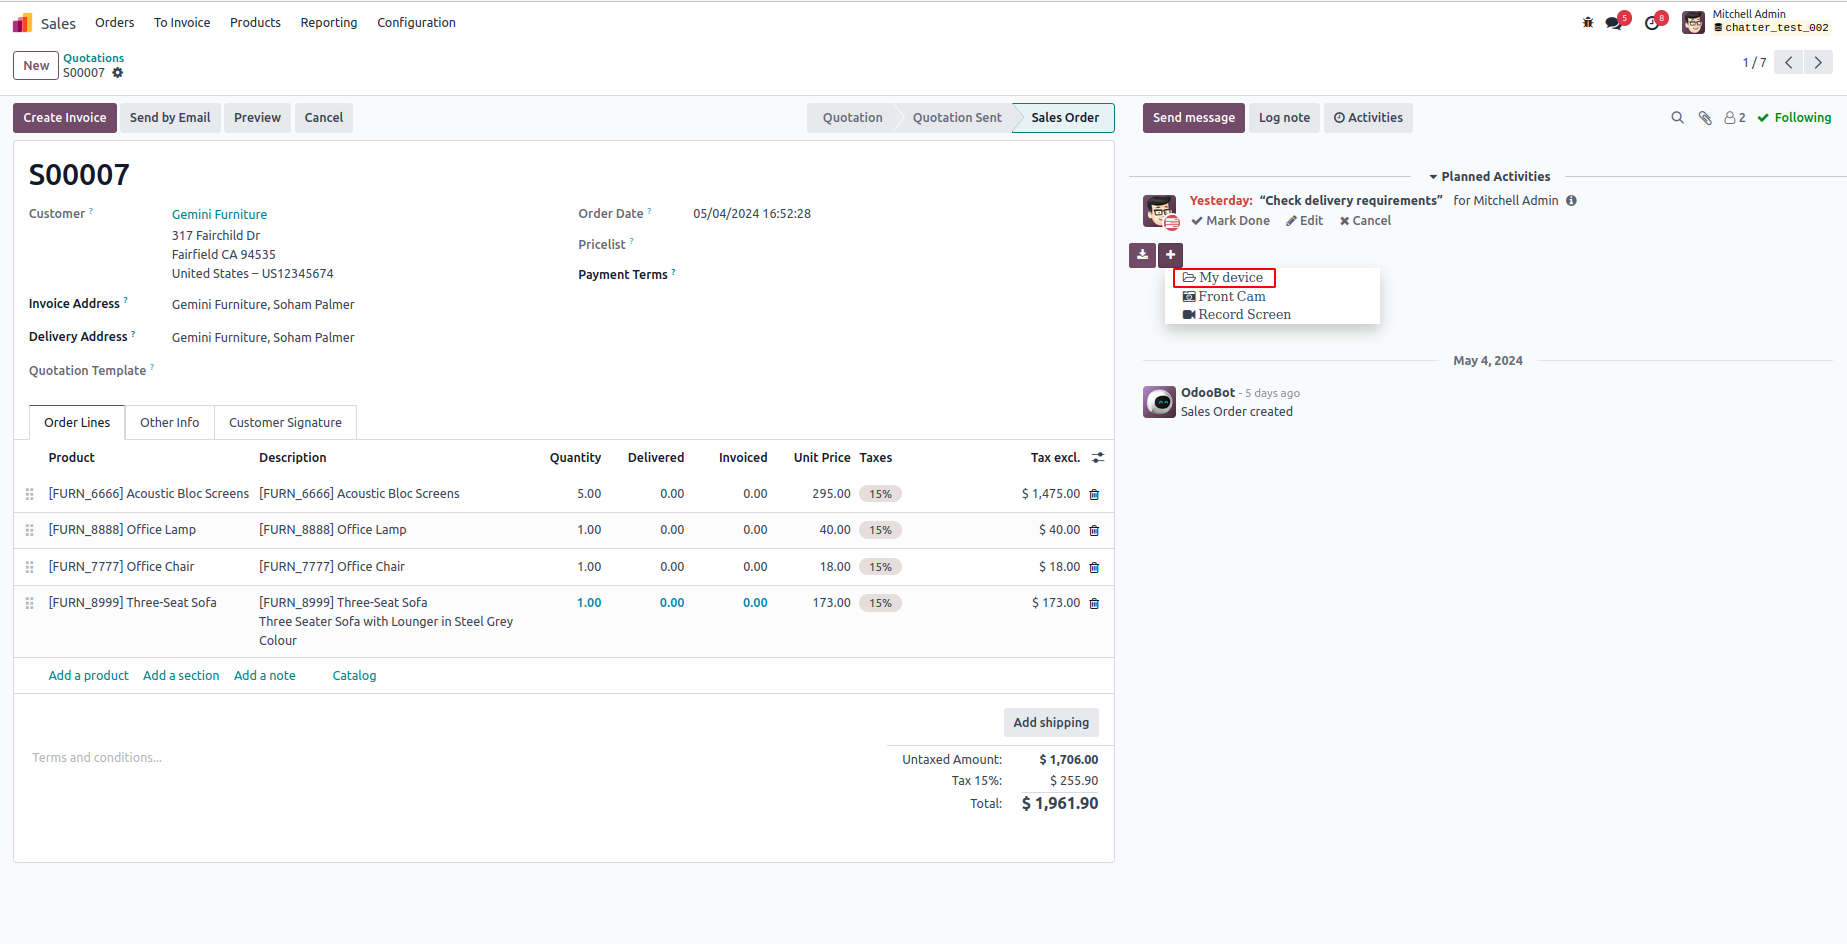 Sales Orders To Invoice Products Reporting Configuration 5 8 Mitchell Admin
chatter_test_002
New Quotations
S00007
1 / 7
Create Invoice Send by Email Preview Cancel Quotation Quotation Sent Sales Order
Send message Log note Activities 2 Following
S00007
Customer ? Gemini Furniture
317 Fairchild Dr
Fairfield CA 94535
United States – US12345674
Invoice Address ? Gemini Furniture, Soham Palmer
Delivery Address ? Gemini Furniture, Soham Palmer
Quotation Template ?
Order Date ? 05/04/2024 16:52:28
Pricelist ?
Payment Terms ?
Order Lines Other Info Customer Signature
Product Description Quantity Delivered Invoiced Unit Price Taxes Tax excl.
[FURN_6666] Acoustic Bloc Screens [FURN_6666] Acoustic Bloc Screens 5.00 0.00 0.00 295.00 15% $ 1,475.00
[FURN_8888] Office Lamp [FURN_8888] Office Lamp 1.00 0.00 0.00 40.00 15% $ 40.00
[FURN_7777] Office Chair [FURN_7777] Office Chair 1.00 0.00 0.00 18.00 15% $ 18.00
[FURN_8999] Three-Seat Sofa [FURN_8999] Three-Seat Sofa 1.00 0.00 0.00 173.00 15% $ 173.00
Three Seater Sofa with Lounger in Steel Grey
Colour
Add a product Add a section Add a note Catalog
Add shipping
Terms and conditions...
Untaxed Amount: $ 1,706.00
Tax 15%: $ 255.90
Total: $ 1,961.90
Planned Activities
Yesterday: “Check delivery requirements” for Mitchell Admin
Mark Done Edit Cancel
My device
Front Cam
Record Screen
May 4, 2024
OdooBot - 5 days ago
Sales Order created